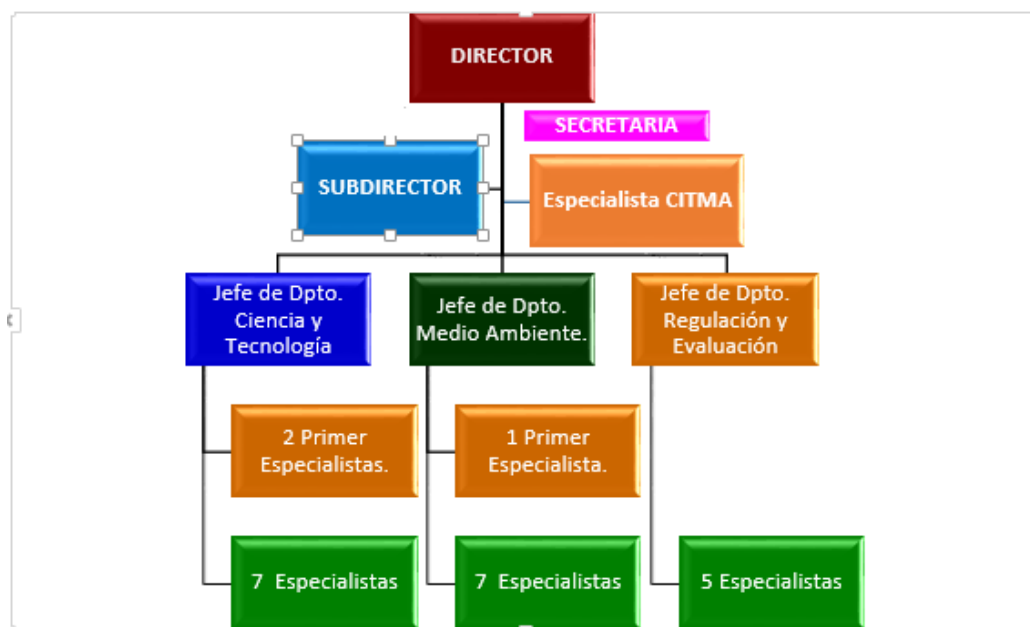 DIRECTOR
SECRETARIA
SUBDIRECTOR
Especialista CITMA
Jefe de Dpto.
Ciencia y
Tecnología
Jefe de Dpto.
Medio Ambiente.
Jefe de Dpto.
Regulación y
Evaluación
2 Primer
Especialistas.
1 Primer
Especialista.
7 Especialistas
7 Especialistas
5 Especialistas